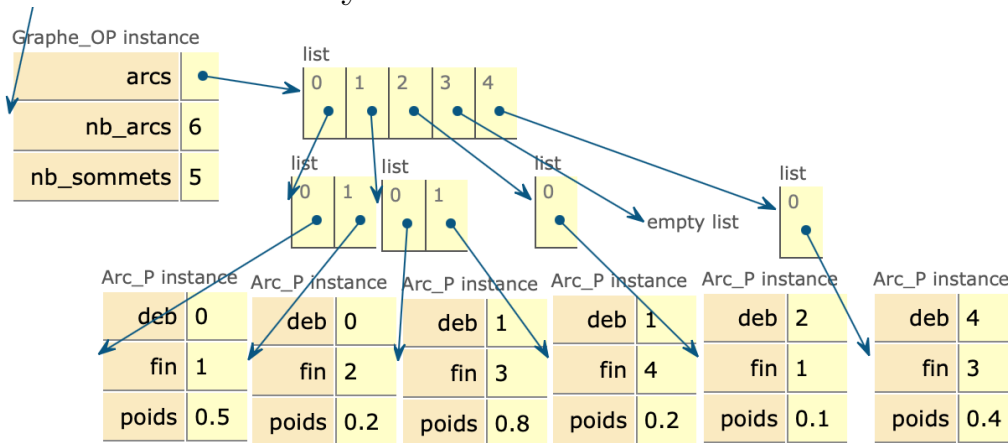 Graphe_OP instance
arcs
nb_arcs 6
nb_sommets 5
list
0 1 2 3 4
list
0 1
list
0 1
list
0
empty list
list
0
Arc_P instance
deb 0
fin 1
poids 0.5
Arc_P instance
deb 0
fin 2
poids 0.2
Arc_P instance
deb 1
fin 3
poids 0.8
Arc_P instance
deb 1
fin 4
poids 0.2
Arc_P instance
deb 2
fin 1
poids 0.1
Arc_P instance
deb 4
fin 3
poids 0.4